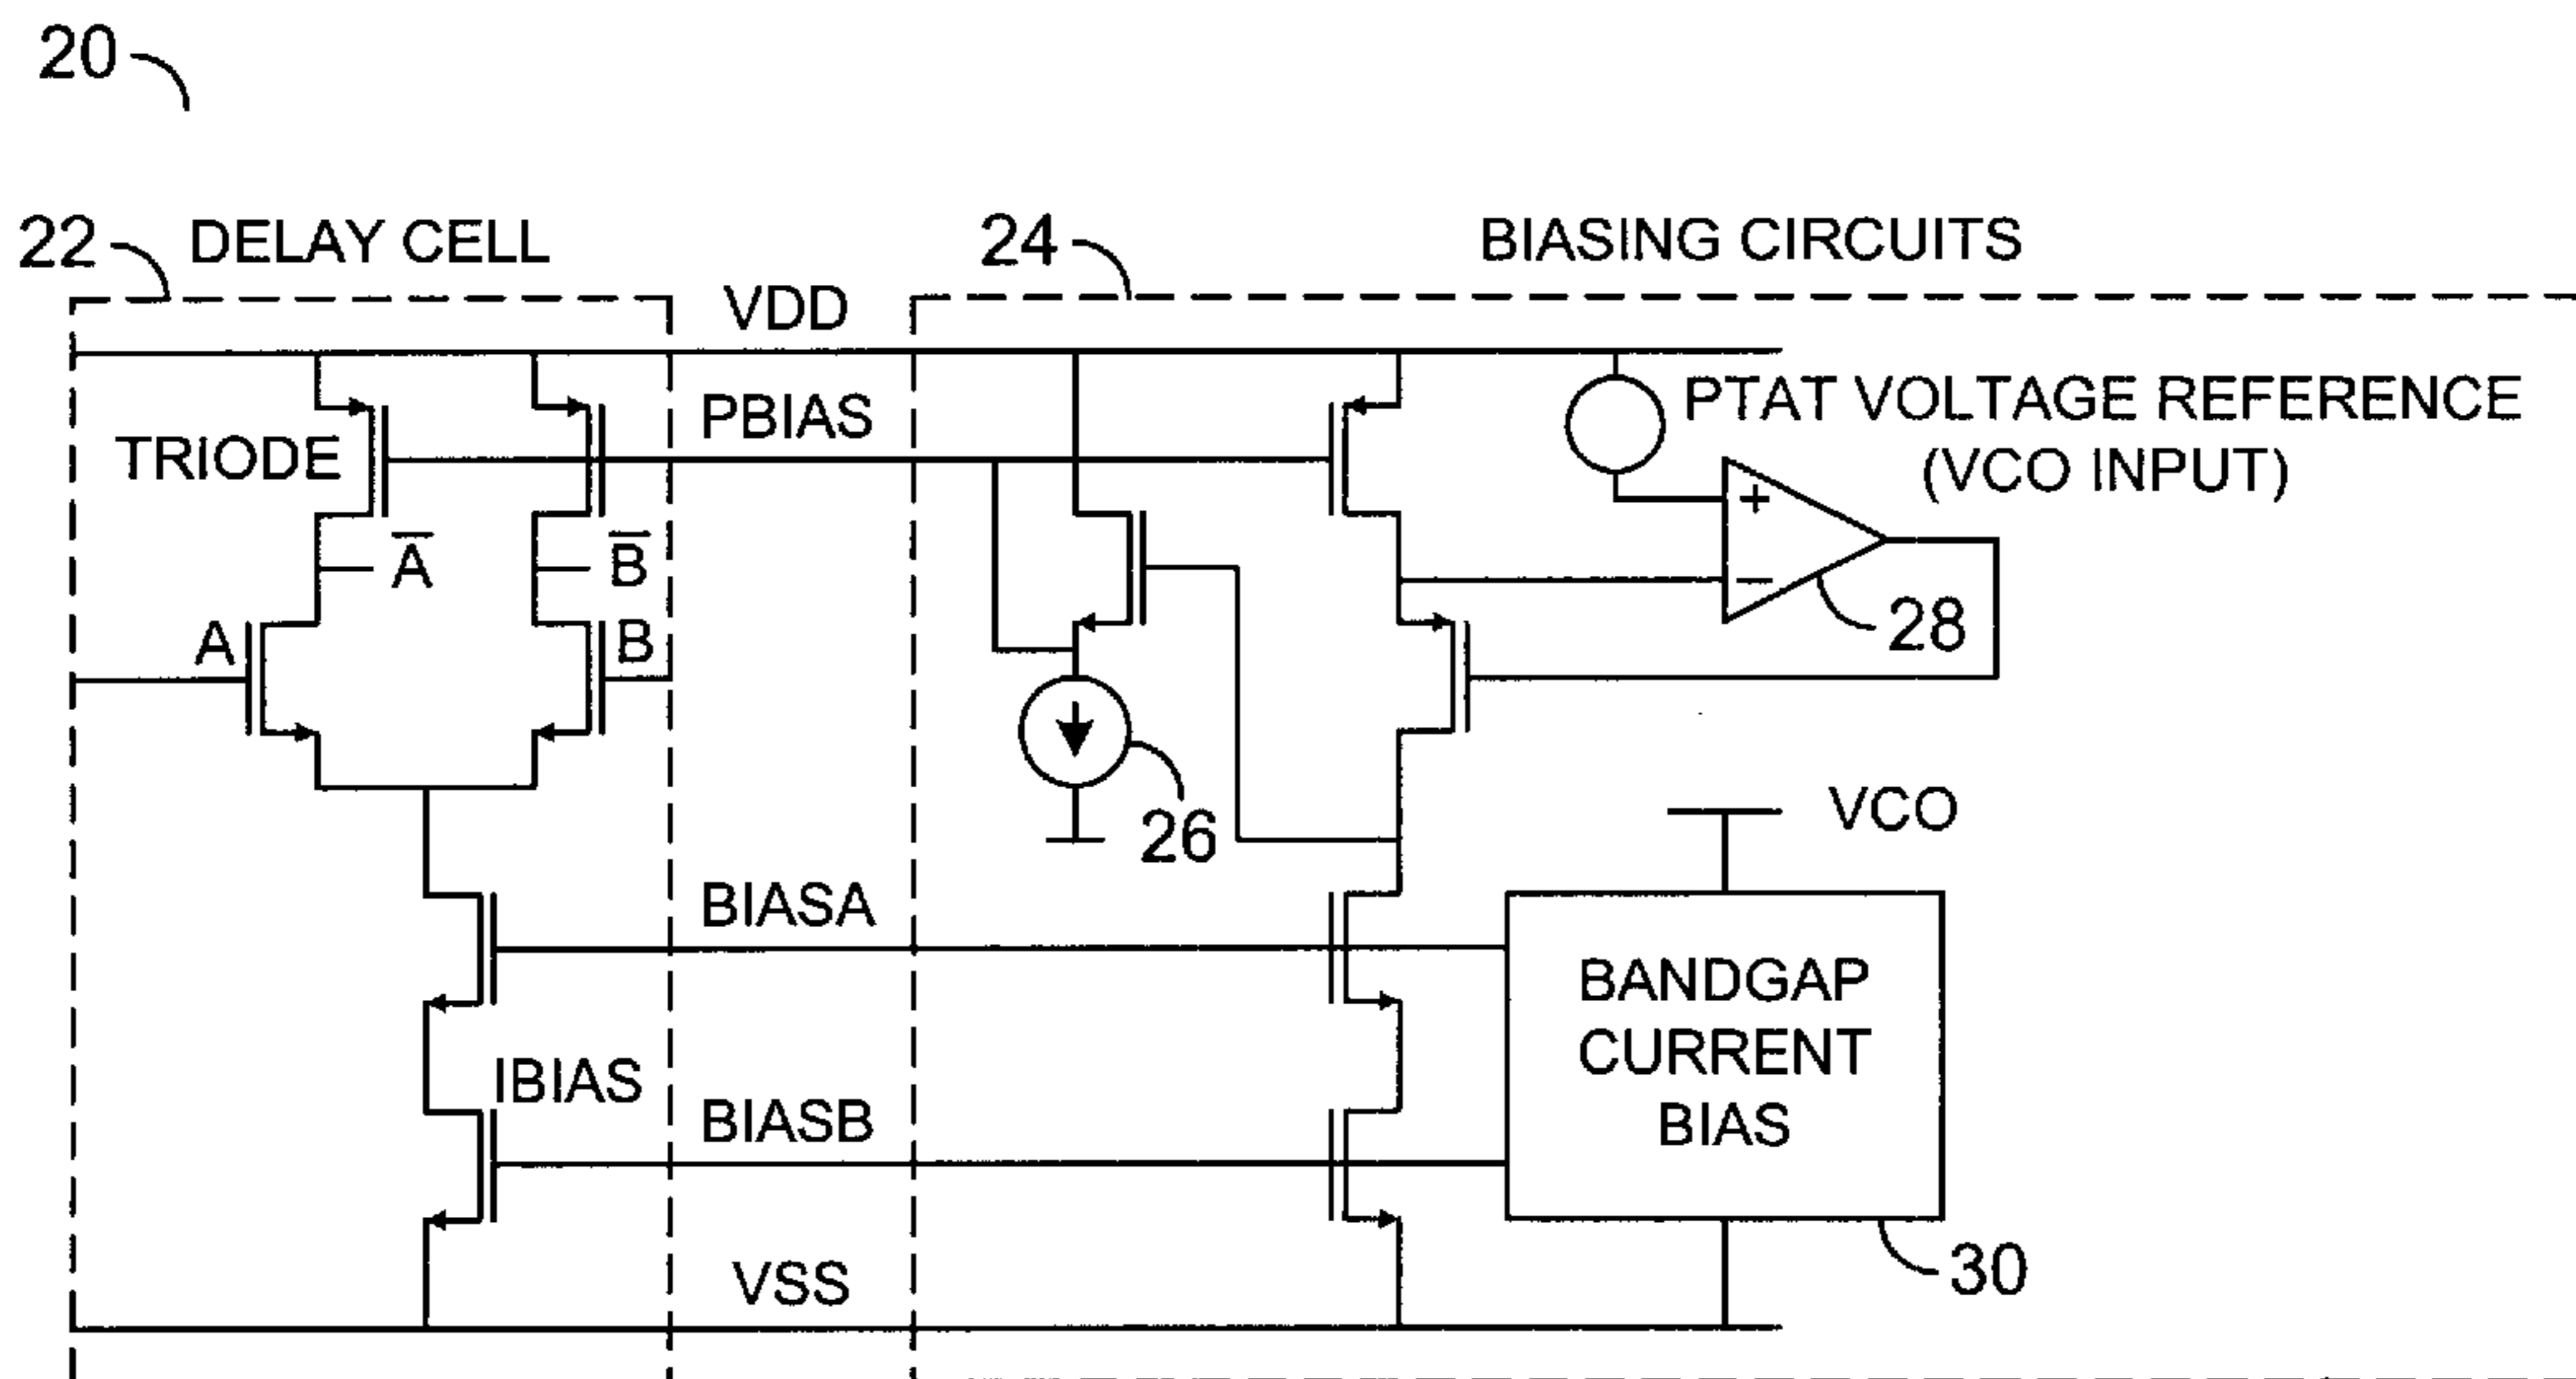 20
22
DELAY CELL
24
BIASING CIRCUITS
VDD
PBIAS
PTAT VOLTAGE REFERENCE
(VCO INPUT)
TRIODE
+
A̅
B̅
−
28
A
B
26
VCO
BIASA
BANDGAP
CURRENT
BIAS
IBIAS
BIASB
30
VSS